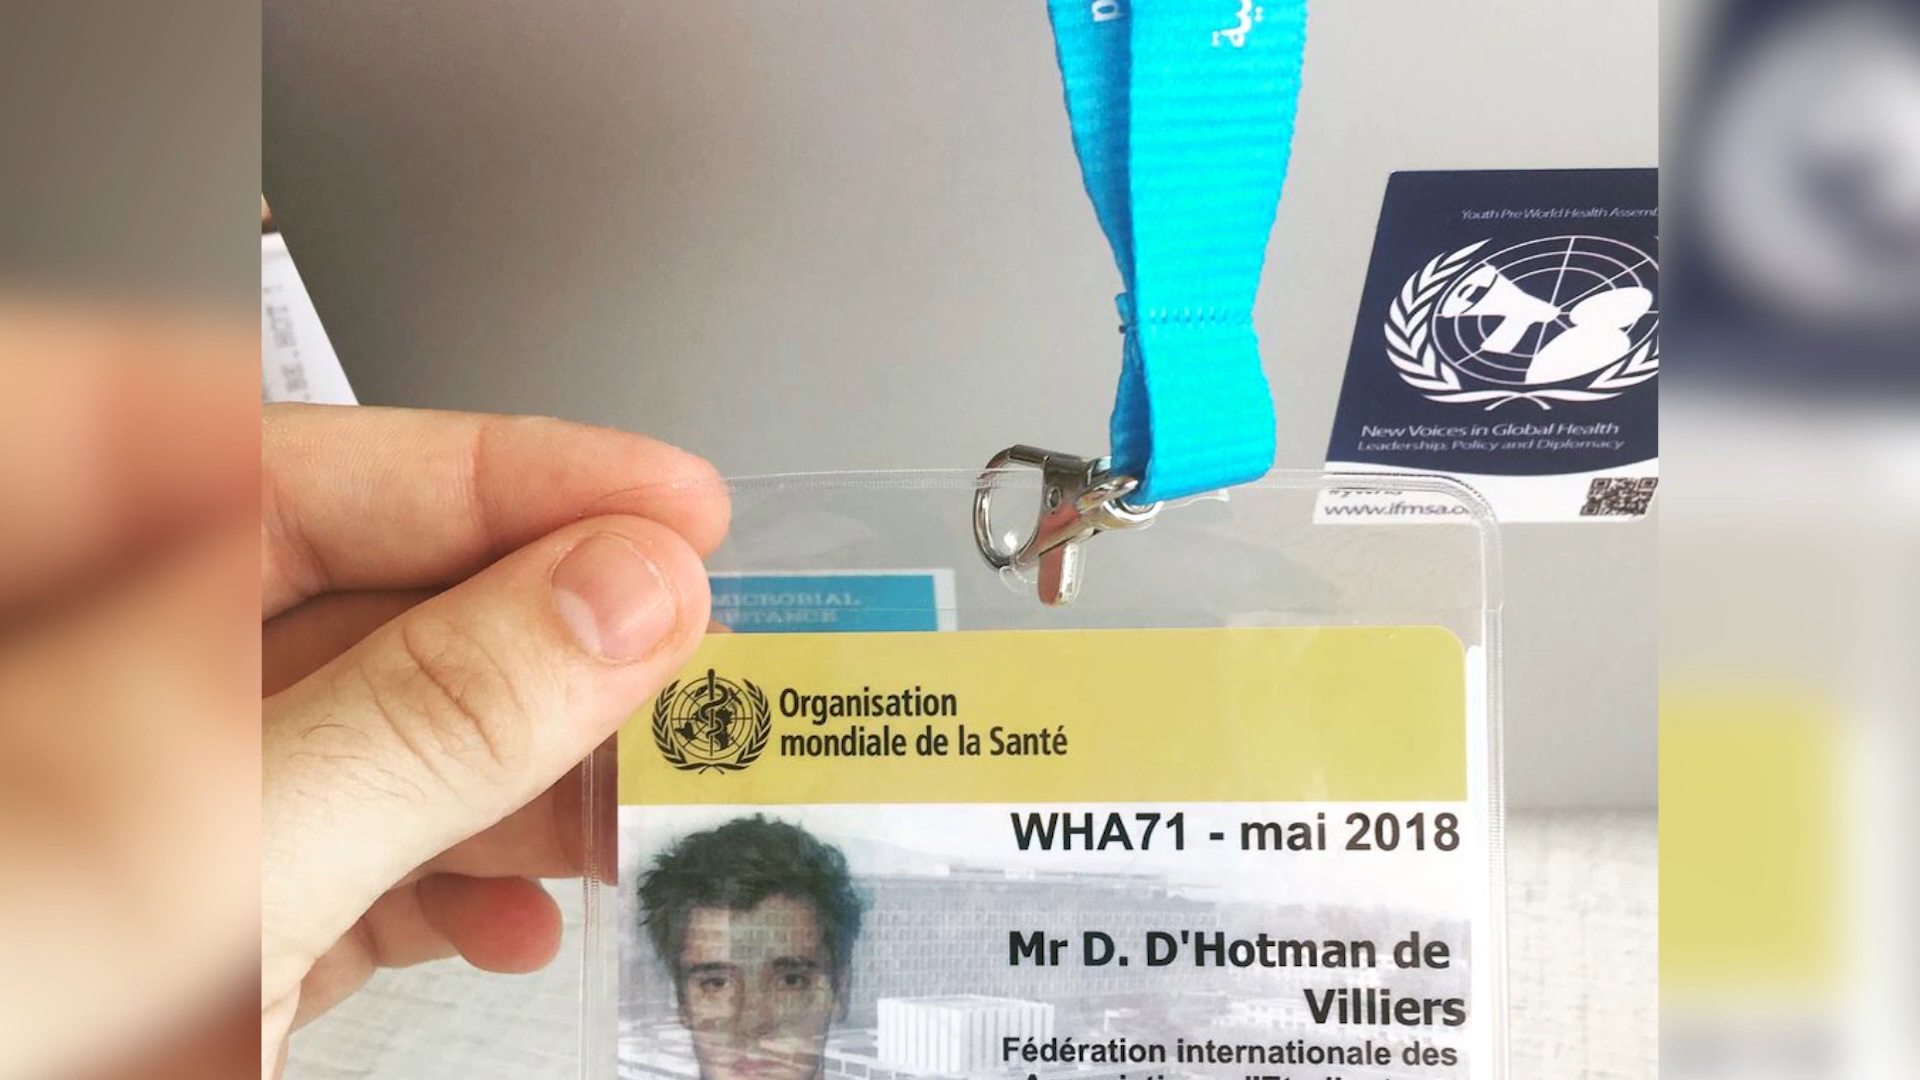 Youth Pre World Health
New Voices in Global Health
Leadership, Policy and Diplomacy
www.ifmsa.o
MICROBIAL
Organisation
mondiale de la Santé
WHA71 - mai 2018
Mr D. D'Hotman de
Villiers
Fédération internationale des